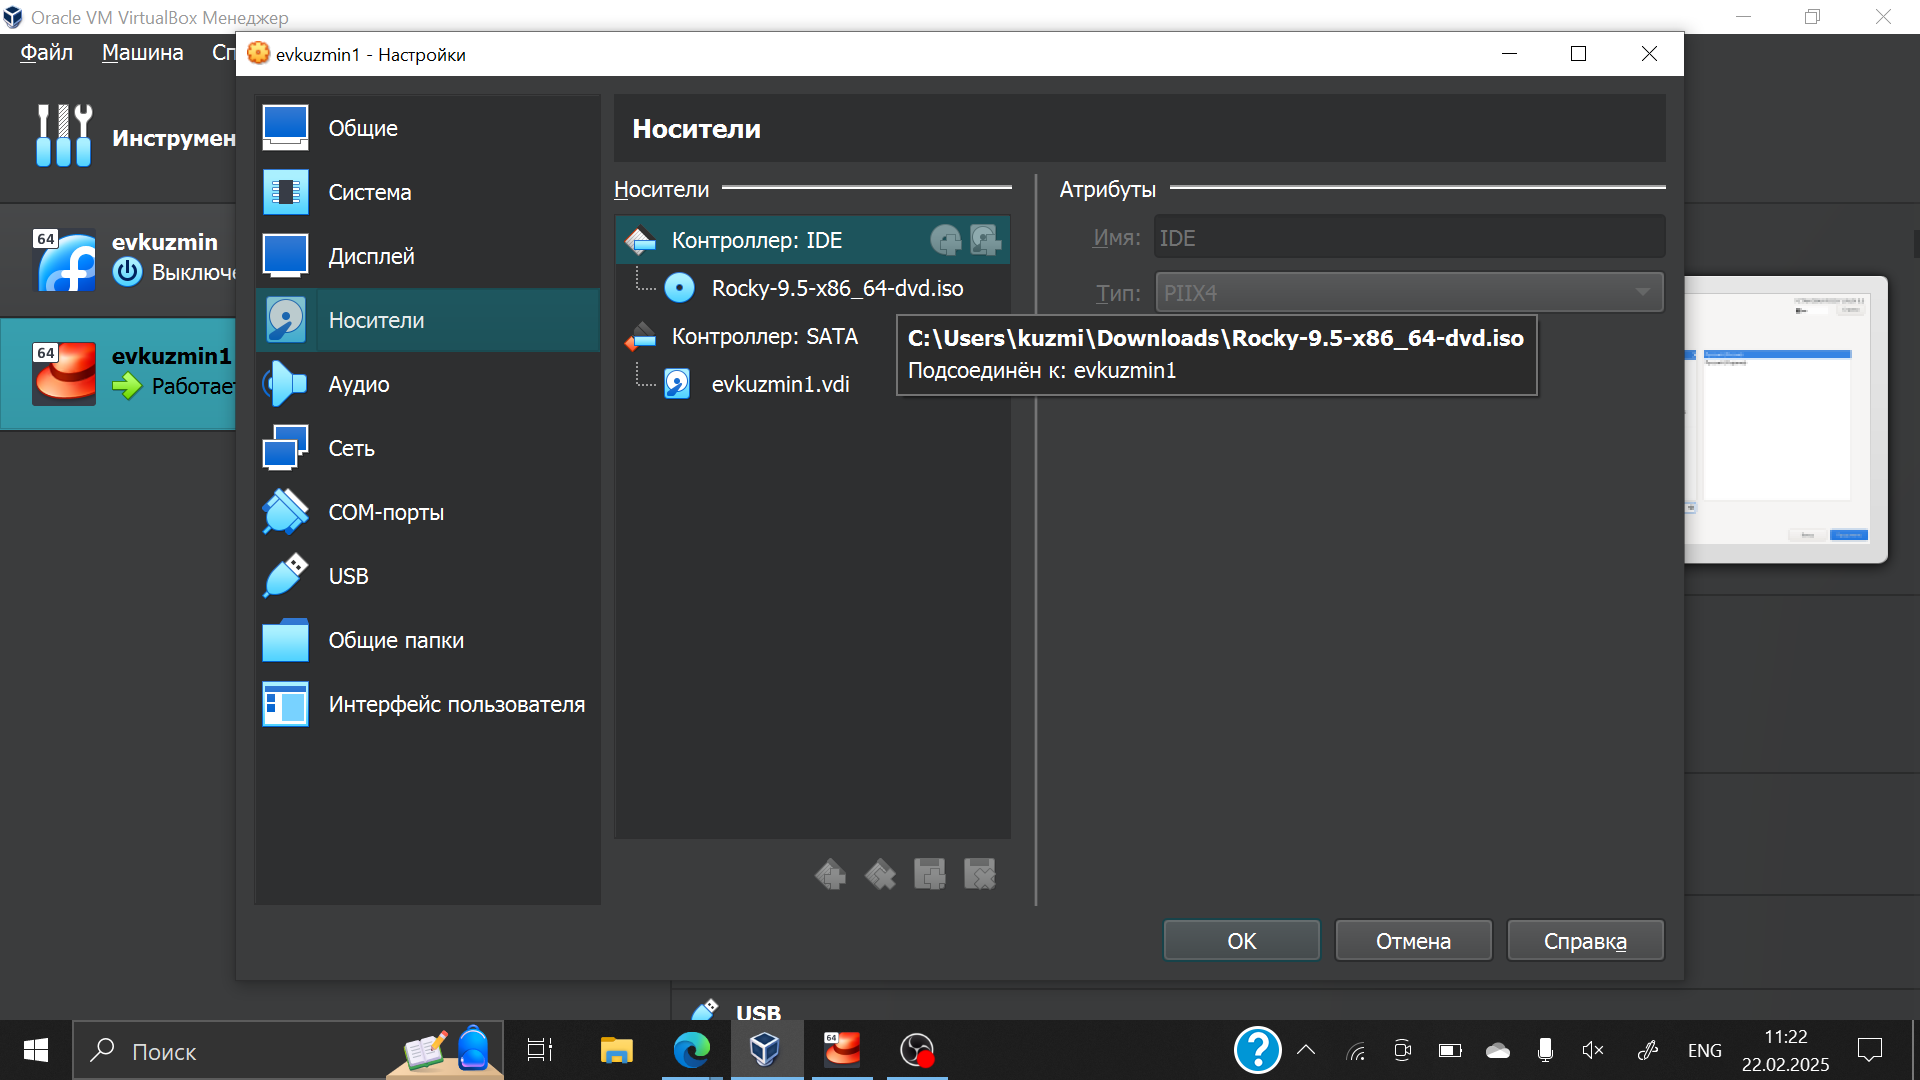 Oracle VM VirtualBox Менеджер
Файл Машина Сп
evkuzmin1 - Настройки
Инструмен
64
evkuzmin
Выключе
64
evkuzmin1
Работает
Общие
Система
Дисплей
Носители
Аудио
Сеть
COM-порты
USB
Общие папки
Интерфейс пользователя
Носители
Носители
Контроллер: IDE
Rocky-9.5-x86_64-dvd.iso
Контроллер: SATA
evkuzmin1.vdi
Атрибуты
Имя: IDE
Тип: PIIX4
C:\Users\kuzmi\Downloads\Rocky-9.5-x86_64-dvd.iso
Подсоединён к: evkuzmin1
OK Отмена Справка
USB
Поиск
64
ENG
11:22
22.02.2025